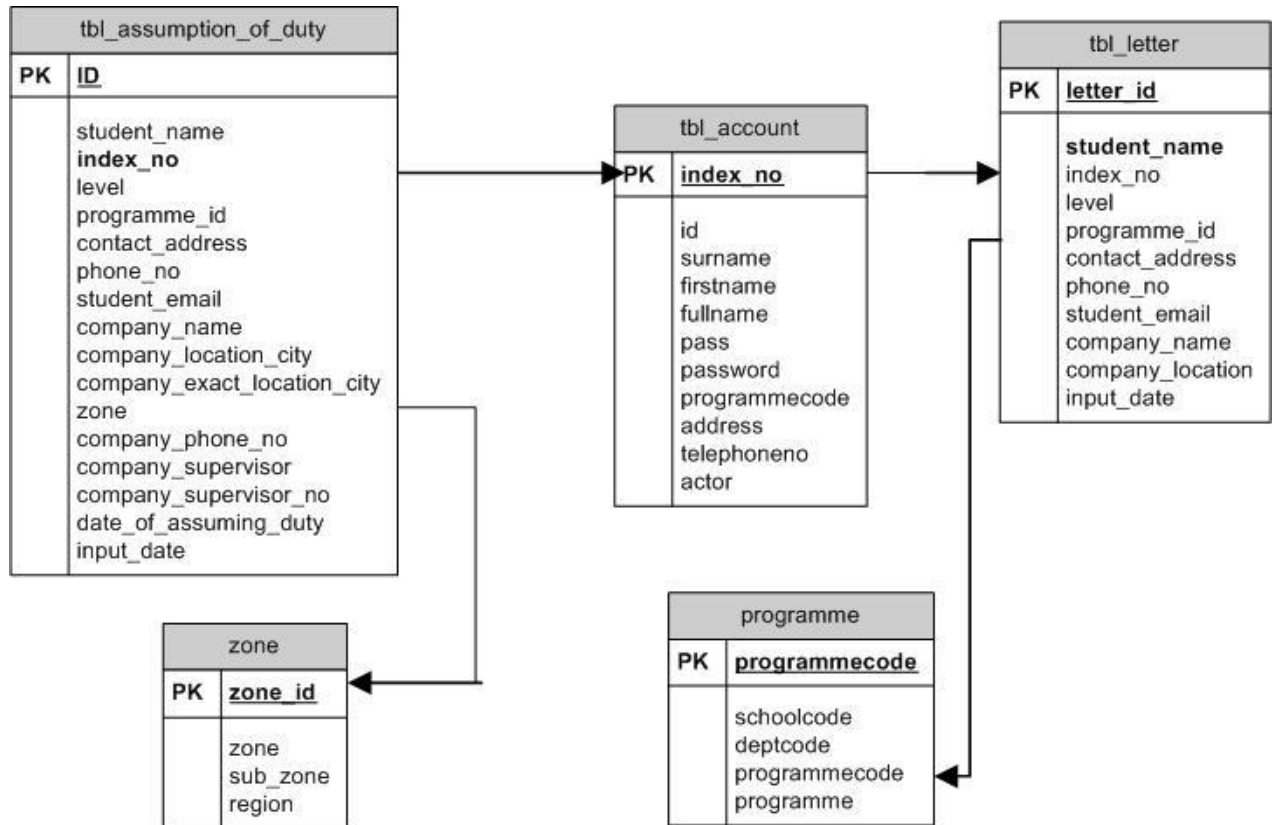 tbl_assumption_of_duty
PK ID
student_name
index_no
level
programme_id
contact_address
phone_no
student_email
company_name
company_location_city
company_exact_location_city
zone
company_phone_no
company_supervisor
company_supervisor_no
date_of_assuming_duty
input_date
tbl_account
PK index_no
id
surname
firstname
fullname
pass
password
programmecode
address
telephoneno
actor
tbl_letter
PK letter_id
student_name
index_no
level
programme_id
contact_address
phone_no
student_email
company_name
company_location
input_date
zone
PK zone_id
zone
sub_zone
region
programme
PK programmecode
schoolcode
deptcode
programmecode
programme